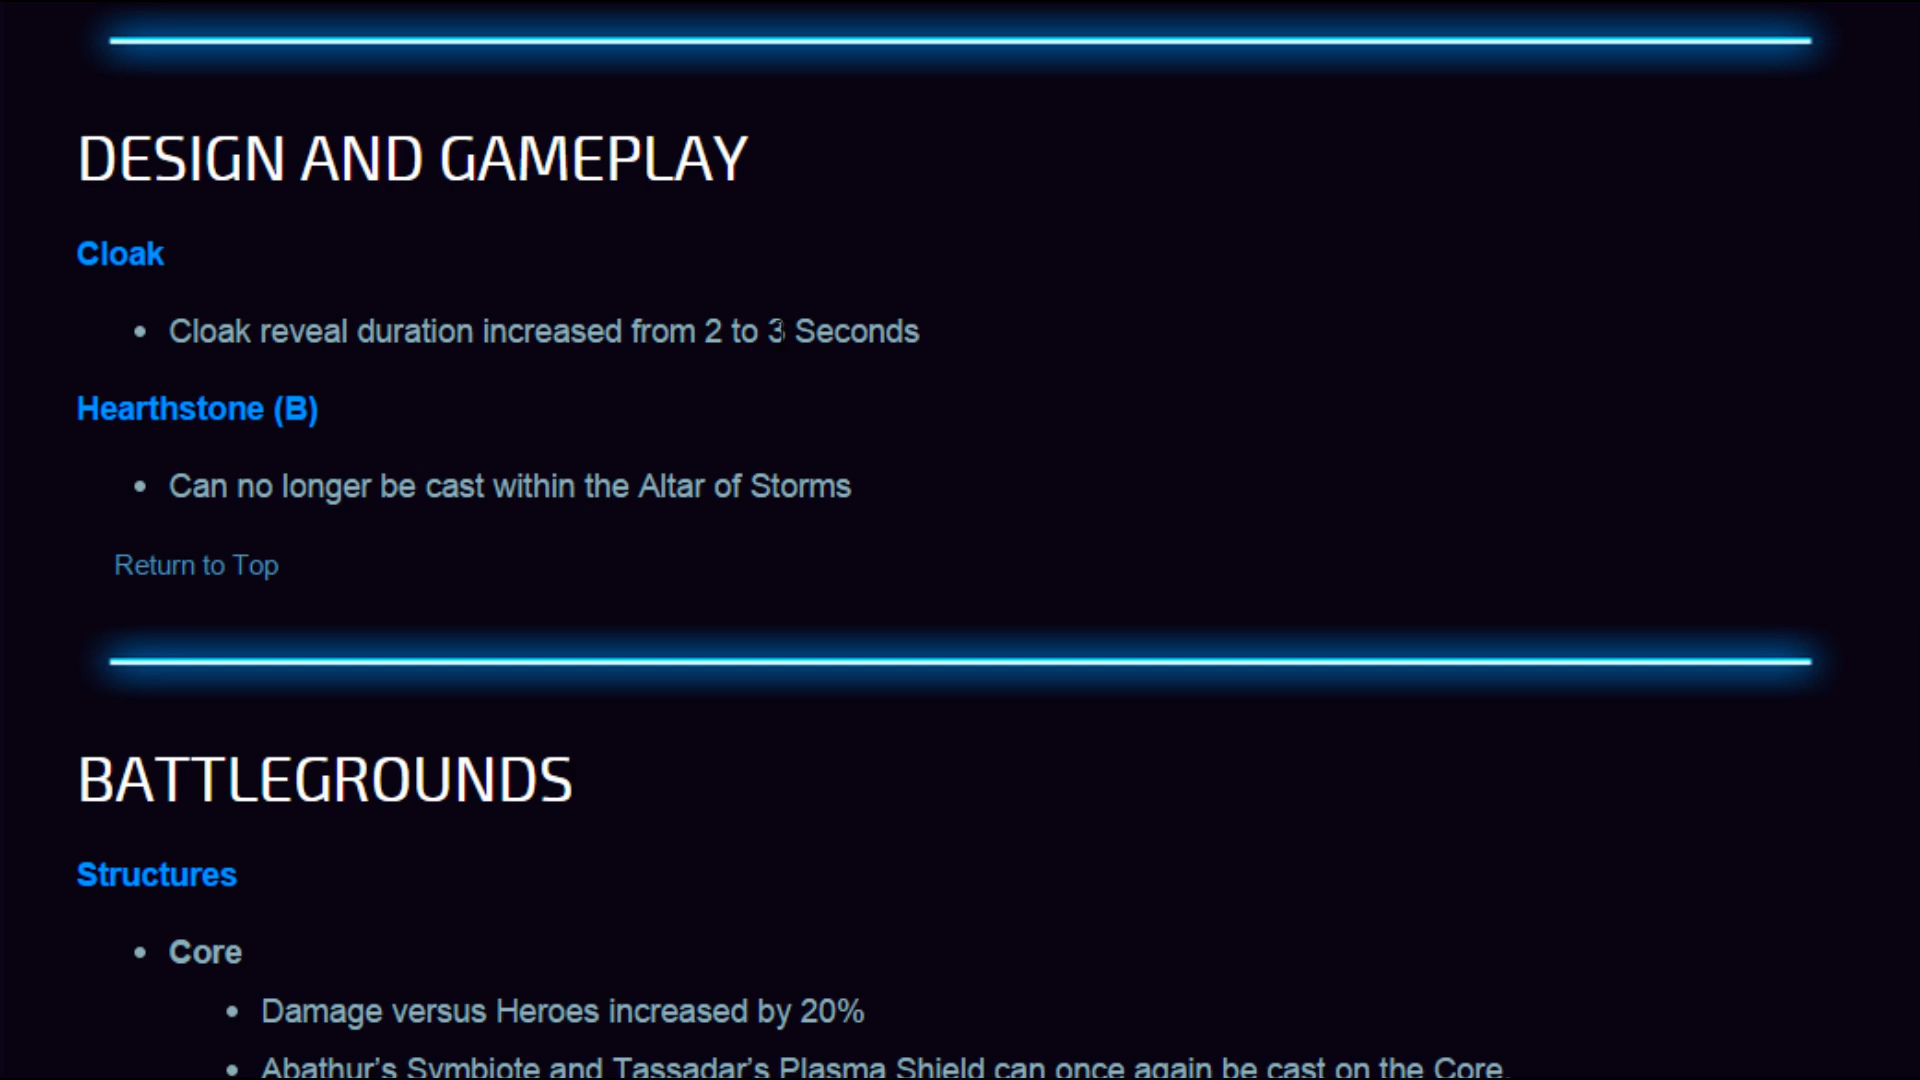 DESIGN AND GAMEPLAY
Cloak
• Cloak reveal duration increased from 2 to 3 Seconds
Hearthstone (B)
• Can no longer be cast within the Altar of Storms
Return to Top
BATTLEGROUNDS
Structures
• Core
• Damage versus Heroes increased by 20%
• Abathur’s Symbiote and Tassadar’s Plasma Shield can once again be cast on the Core.